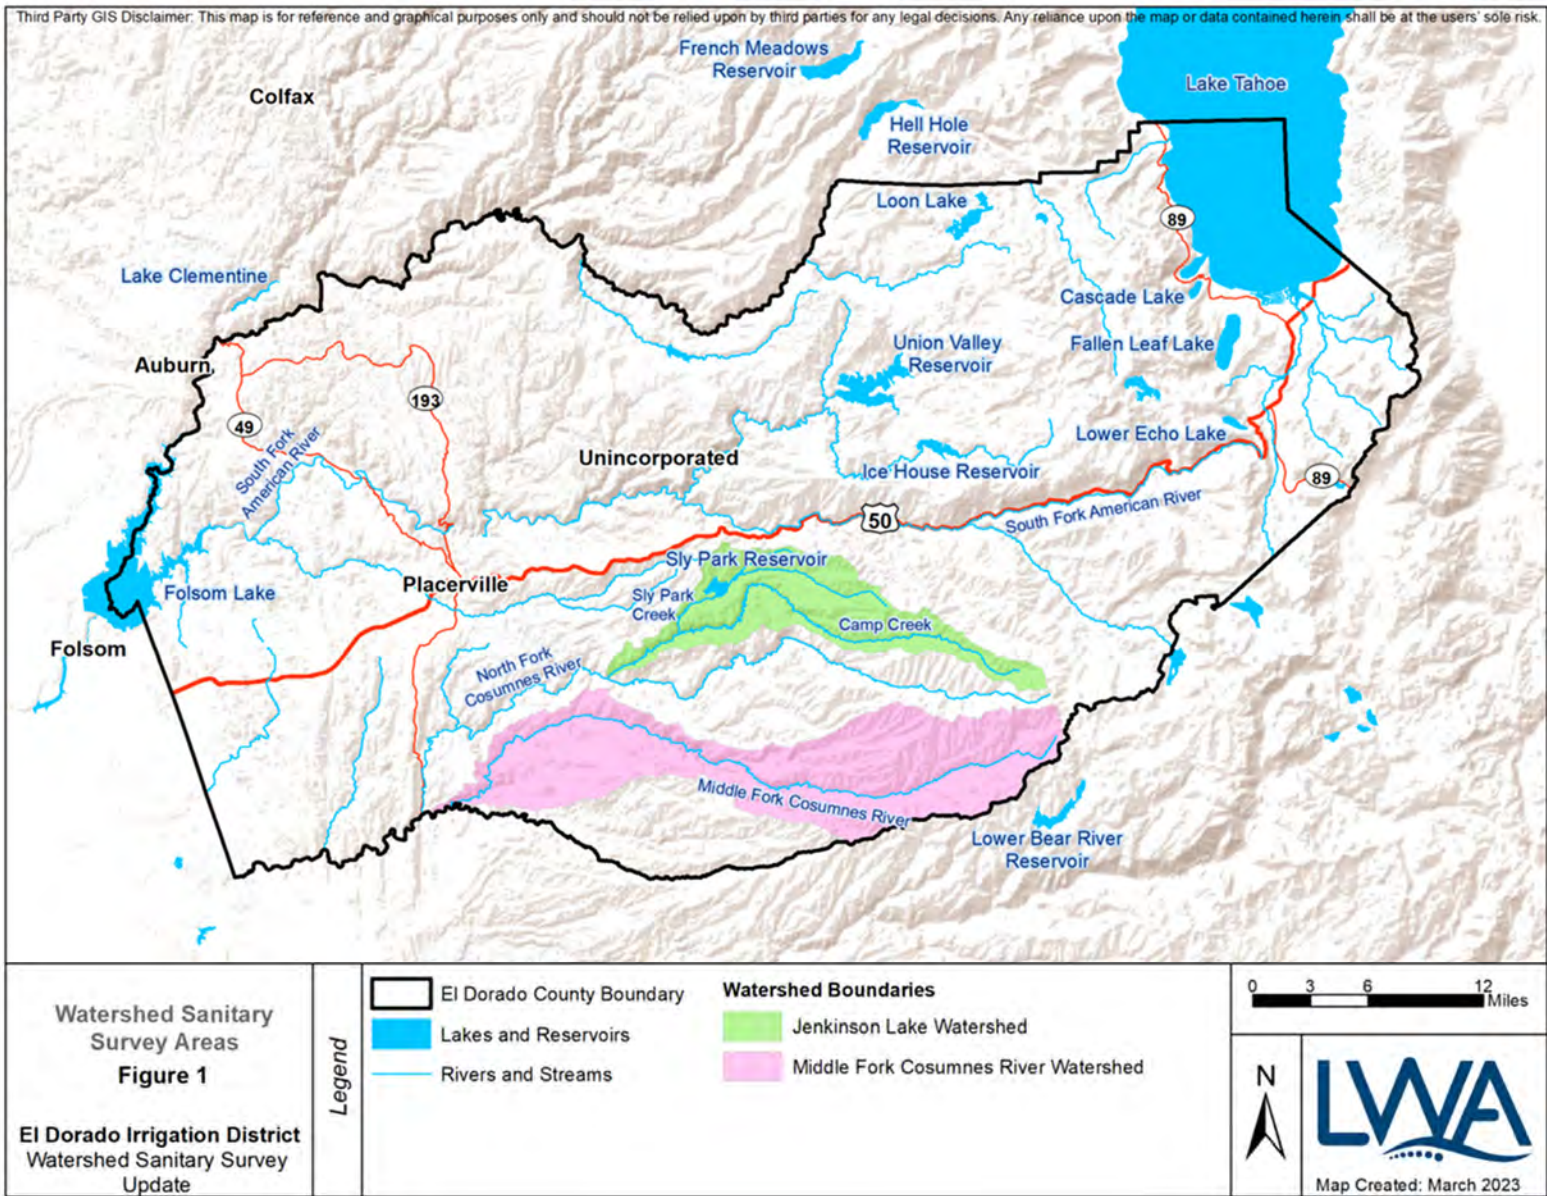 Third Party GIS Disclaimer: This map is for reference and graphical purposes only and should not be relied upon by third parties for any legal decisions. Any reliance upon the map or data contained herein shall be at the users' sole risk.
French Meadows
Reservoir
Lake Tahoe
Colfax
Hell Hole
Reservoir
Loon Lake
89
Lake Clementine
Cascade Lake
Union Valley
Reservoir
Fallen Leaf Lake
Auburn
193
49
South Fork
American River
Lower Echo Lake
Unincorporated
Ice House Reservoir
89
South Fork American River
50
Sly Park Reservoir
Placerville
Folsom Lake
Sly Park
Creek
Camp Creek
Folsom
North Fork
Cosumnes River
Middle Fork Cosumnes River
Lower Bear River
Reservoir
Watershed Sanitary
Survey Areas
Figure 1
El Dorado Irrigation District
Watershed Sanitary Survey
Update
Legend
El Dorado County Boundary
Lakes and Reservoirs
Rivers and Streams
Watershed Boundaries
Jenkinson Lake Watershed
Middle Fork Cosumnes River Watershed
0 3 6 12
Miles
N
LWA
Map Created: March 2023